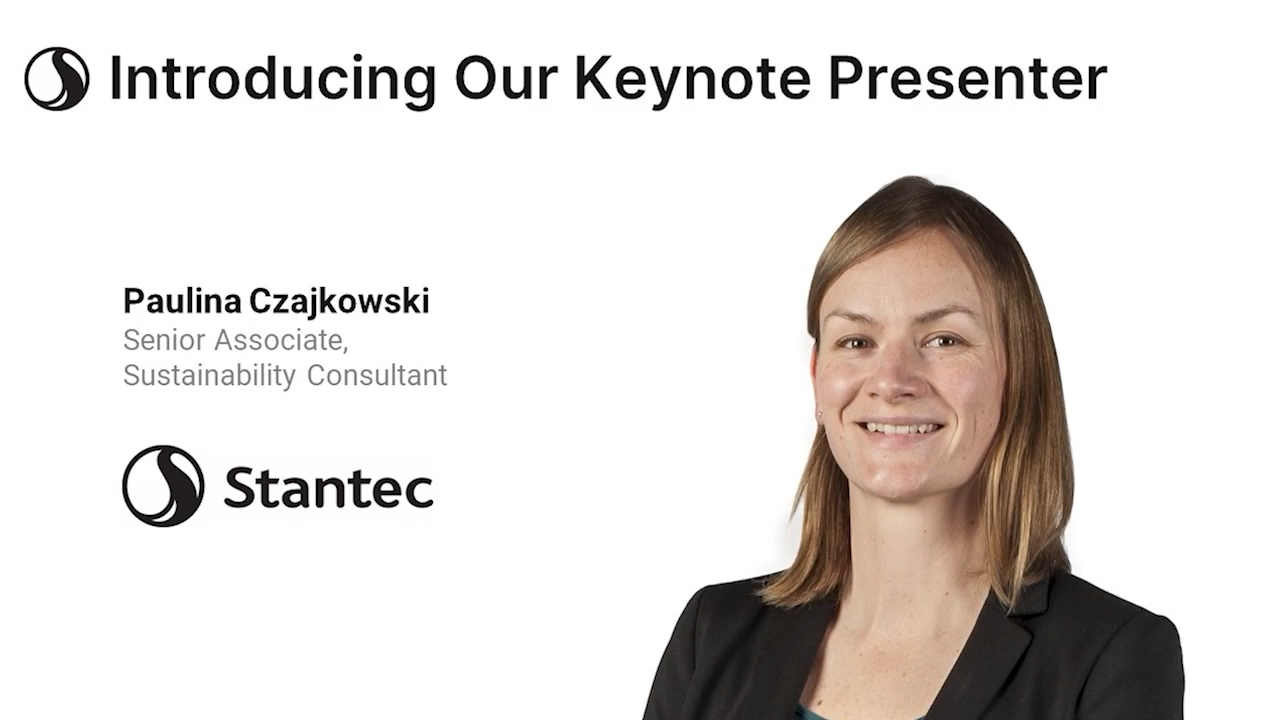 Introducing Our Keynote Presenter
Paulina Czajkowski
Senior Associate,
Sustainability Consultant
Stantec